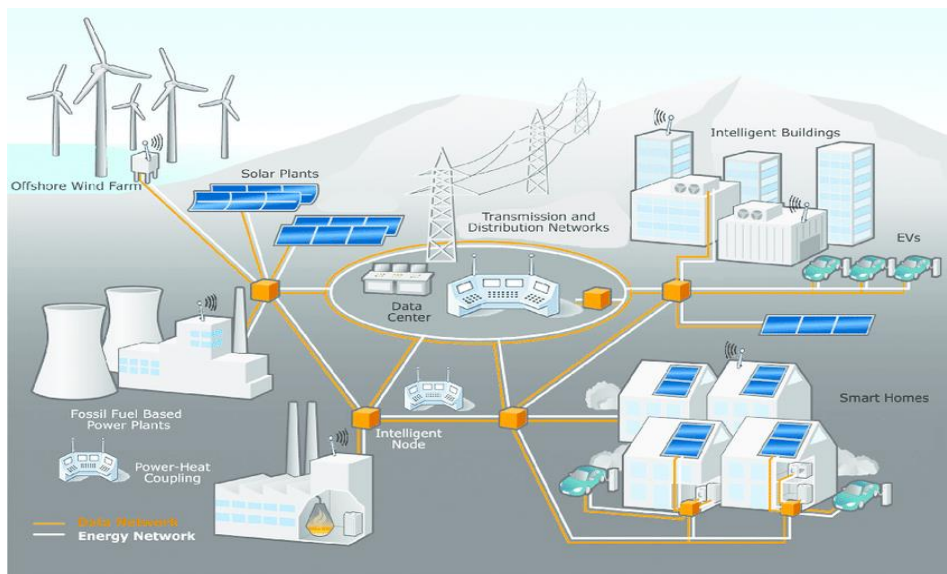 Intelligent Buildings
Offshore Wind Farm
Solar Plants
Transmission and
Distribution Networks
EVs
Data
Center
Fossil Fuel Based
Power Plants
Intelligent
Node
Smart Homes
Power-Heat
Coupling
Data Network
Energy Network